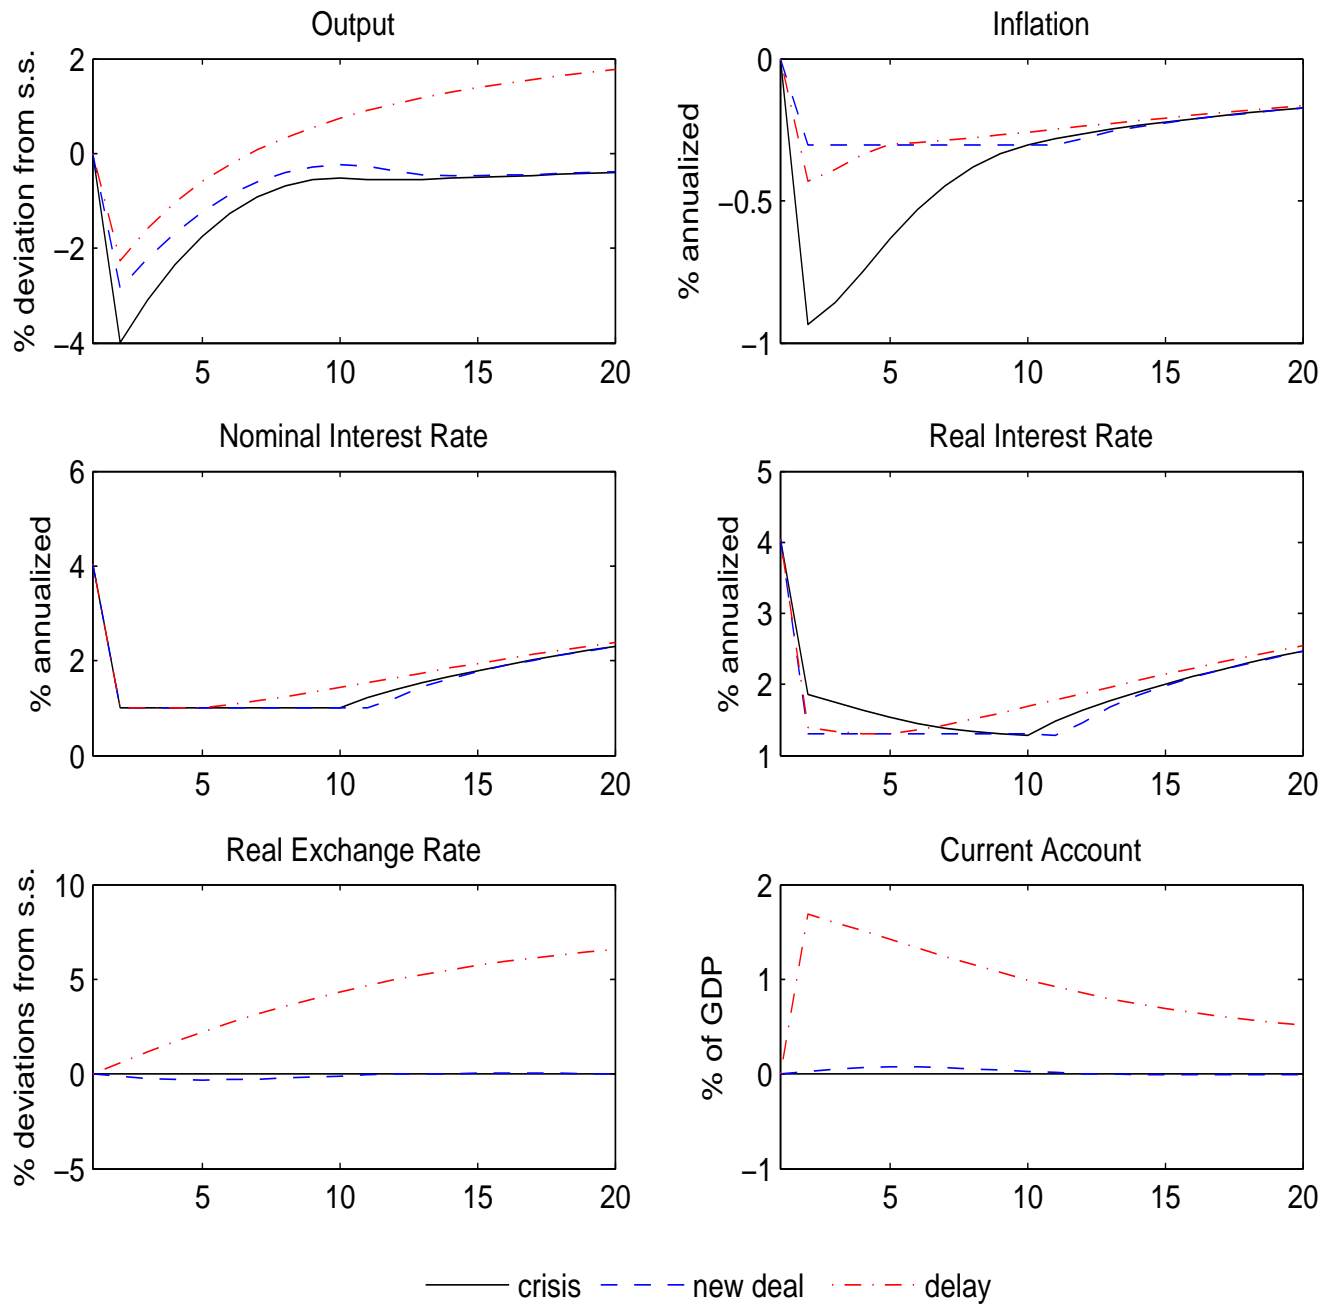 Output
% deviation from s.s.
2
0
−2
−4
5 10 15 20
Inflation
% annualized
0
−0.5
−1
5 10 15 20
Nominal Interest Rate
% annualized
6
4
2
0
5 10 15 20
Real Interest Rate
% annualized
5
4
3
2
1
5 10 15 20
Real Exchange Rate
% deviations from s.s.
10
5
0
−5
5 10 15 20
Current Account
% of GDP
2
1
0
−1
5 10 15 20
crisis new deal delay